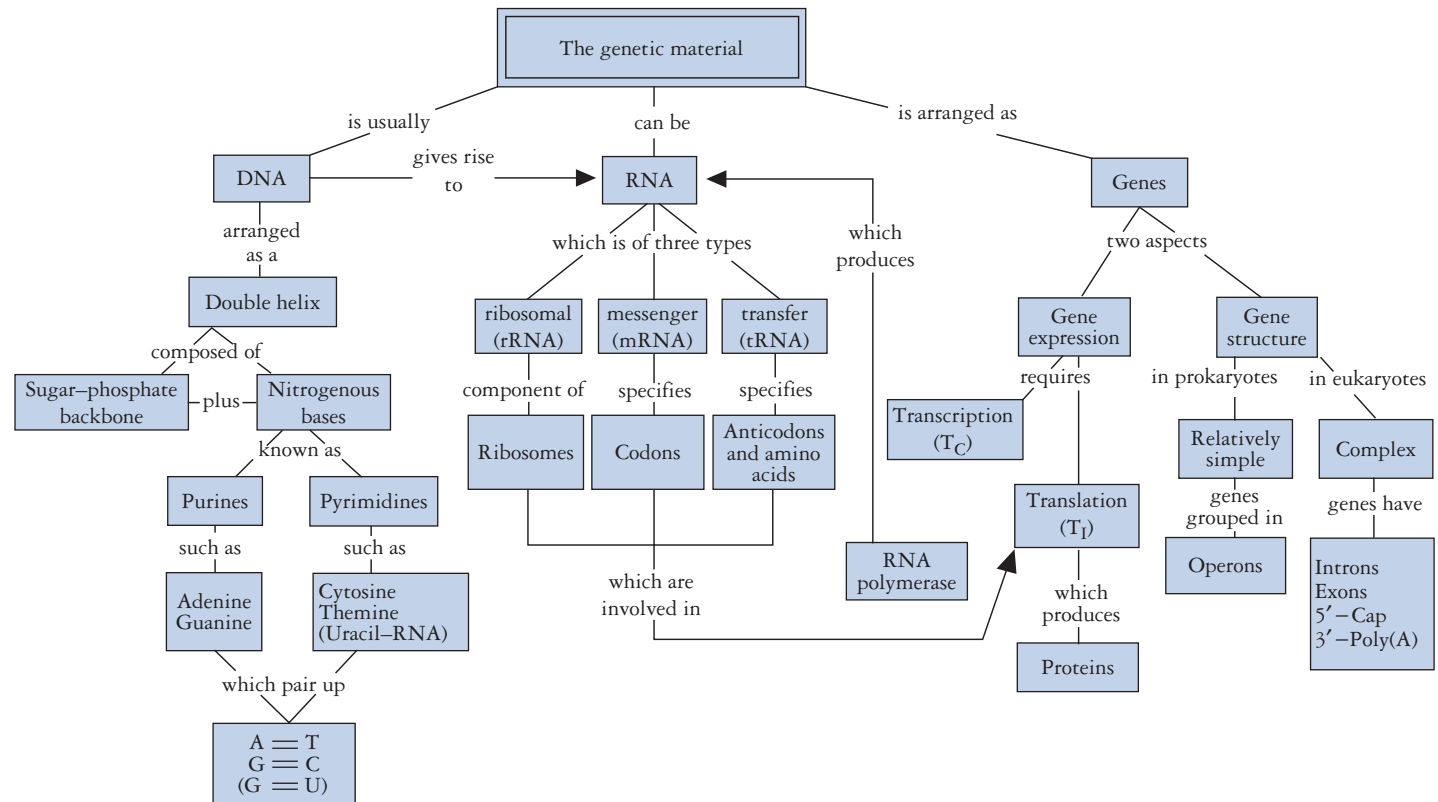 The genetic material
is usually
can be
is arranged as
DNA
gives rise
to
RNA
Genes
arranged
as a
which is of three types
which
produces
two aspects
Double helix
ribosomal
(rRNA)
messenger
(mRNA)
transfer
(tRNA)
Gene
expression
Gene
structure
composed of
Sugar–phosphate
backbone
plus
Nitrogenous
bases
component of
specifies
specifies
requires
in prokaryotes
in eukaryotes
known as
Ribosomes
Codons
Anticodons
and amino
acids
Transcription
(TC)
Relatively
simple
Complex
Purines
Pyrimidines
Translation
(TI)
genes
grouped in
genes have
such as
such as
which are
involved in
RNA
polymerase
which
produces
Operons
Introns
Exons
5′–Cap
3′–Poly(A)
Adenine
Guanine
Cytosine
Themine
(Uracil–RNA)
Proteins
which pair up
A = T
G = C
(G = U)